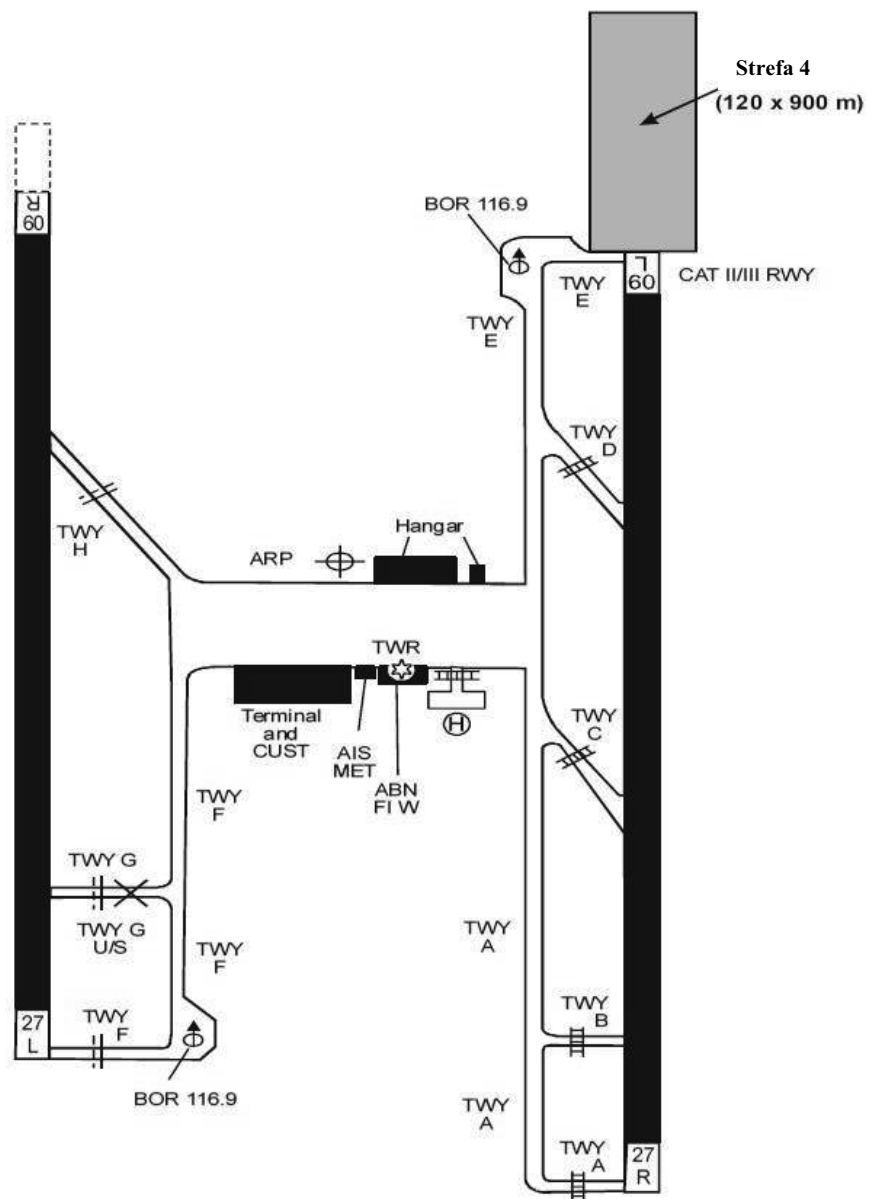 Strefa 4
(120 x 900 m)
BOR 116.9
09
R
09
L
CAT II/III RWY
TWY
E
TWY
E
TWY
D
TWY
H
ARP
Hangar
TWR
Terminal
and
CUST
AIS
MET
ABN
FI W
H
TWY
C
TWY
F
TWY G
TWY G
U/S
TWY
F
TWY
A
27
L
TWY
F
TWY
B
BOR 116.9
TWY
A
TWY
A
27
R